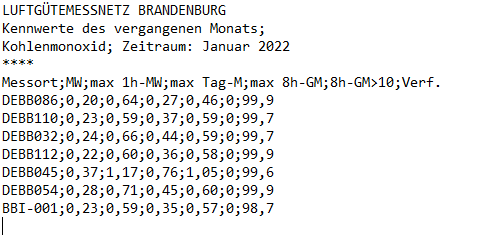 LUFTGÜTEMESSNETZ BRANDENBURG
Kennwerte des vergangenen Monats;
Kohlenmonoxid; Zeitraum: Januar 2022
****
Messort;MW;max 1h-MW;max Tag-M;max 8h-GM;8h-GM>10;Verf.
DEBB086;0,20;0,64;0,27;0,46;0;99,9
DEBB110;0,23;0,59;0,37;0,59;0;99,7
DEBB032;0,24;0,66;0,44;0,59;0;99,7
DEBB112;0,22;0,60;0,36;0,58;0;99,9
DEBB045;0,37;1,17;0,76;1,05;0;99,6
DEBB054;0,28;0,71;0,45;0,60;0;99,9
BBI-001;0,23;0,59;0,35;0,57;0;98,7